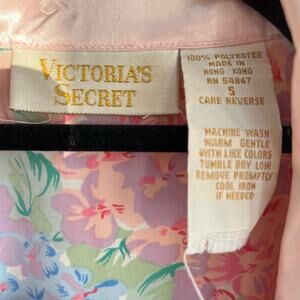 VICTORIA'S
SECRET
100% POLYESTER
MADE IN
HONG KONG
RN 54867
S
CARE REVERSE
MACHINE WASH
WARM GENTLE
WITH LIKE COLORS
TUMBLE DRY LOW
REMOVE PROMPTLY
COOL IRON
IF NEEDED